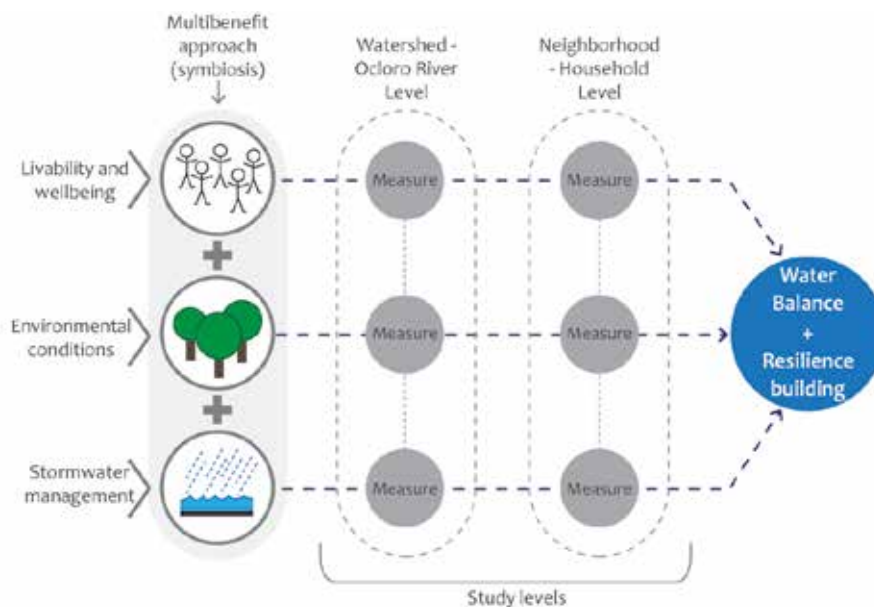 Multibenefit
approach
(symbiosis)
Watershed -
Ocloro River
Level
Neighborhood
- Household
Level
Livability and
wellbeing
Measure
Measure
Environmental
conditions
Measure
Measure
Water
Balance
+
Resilience
building
Stormwater
management
Measure
Measure
Study levels